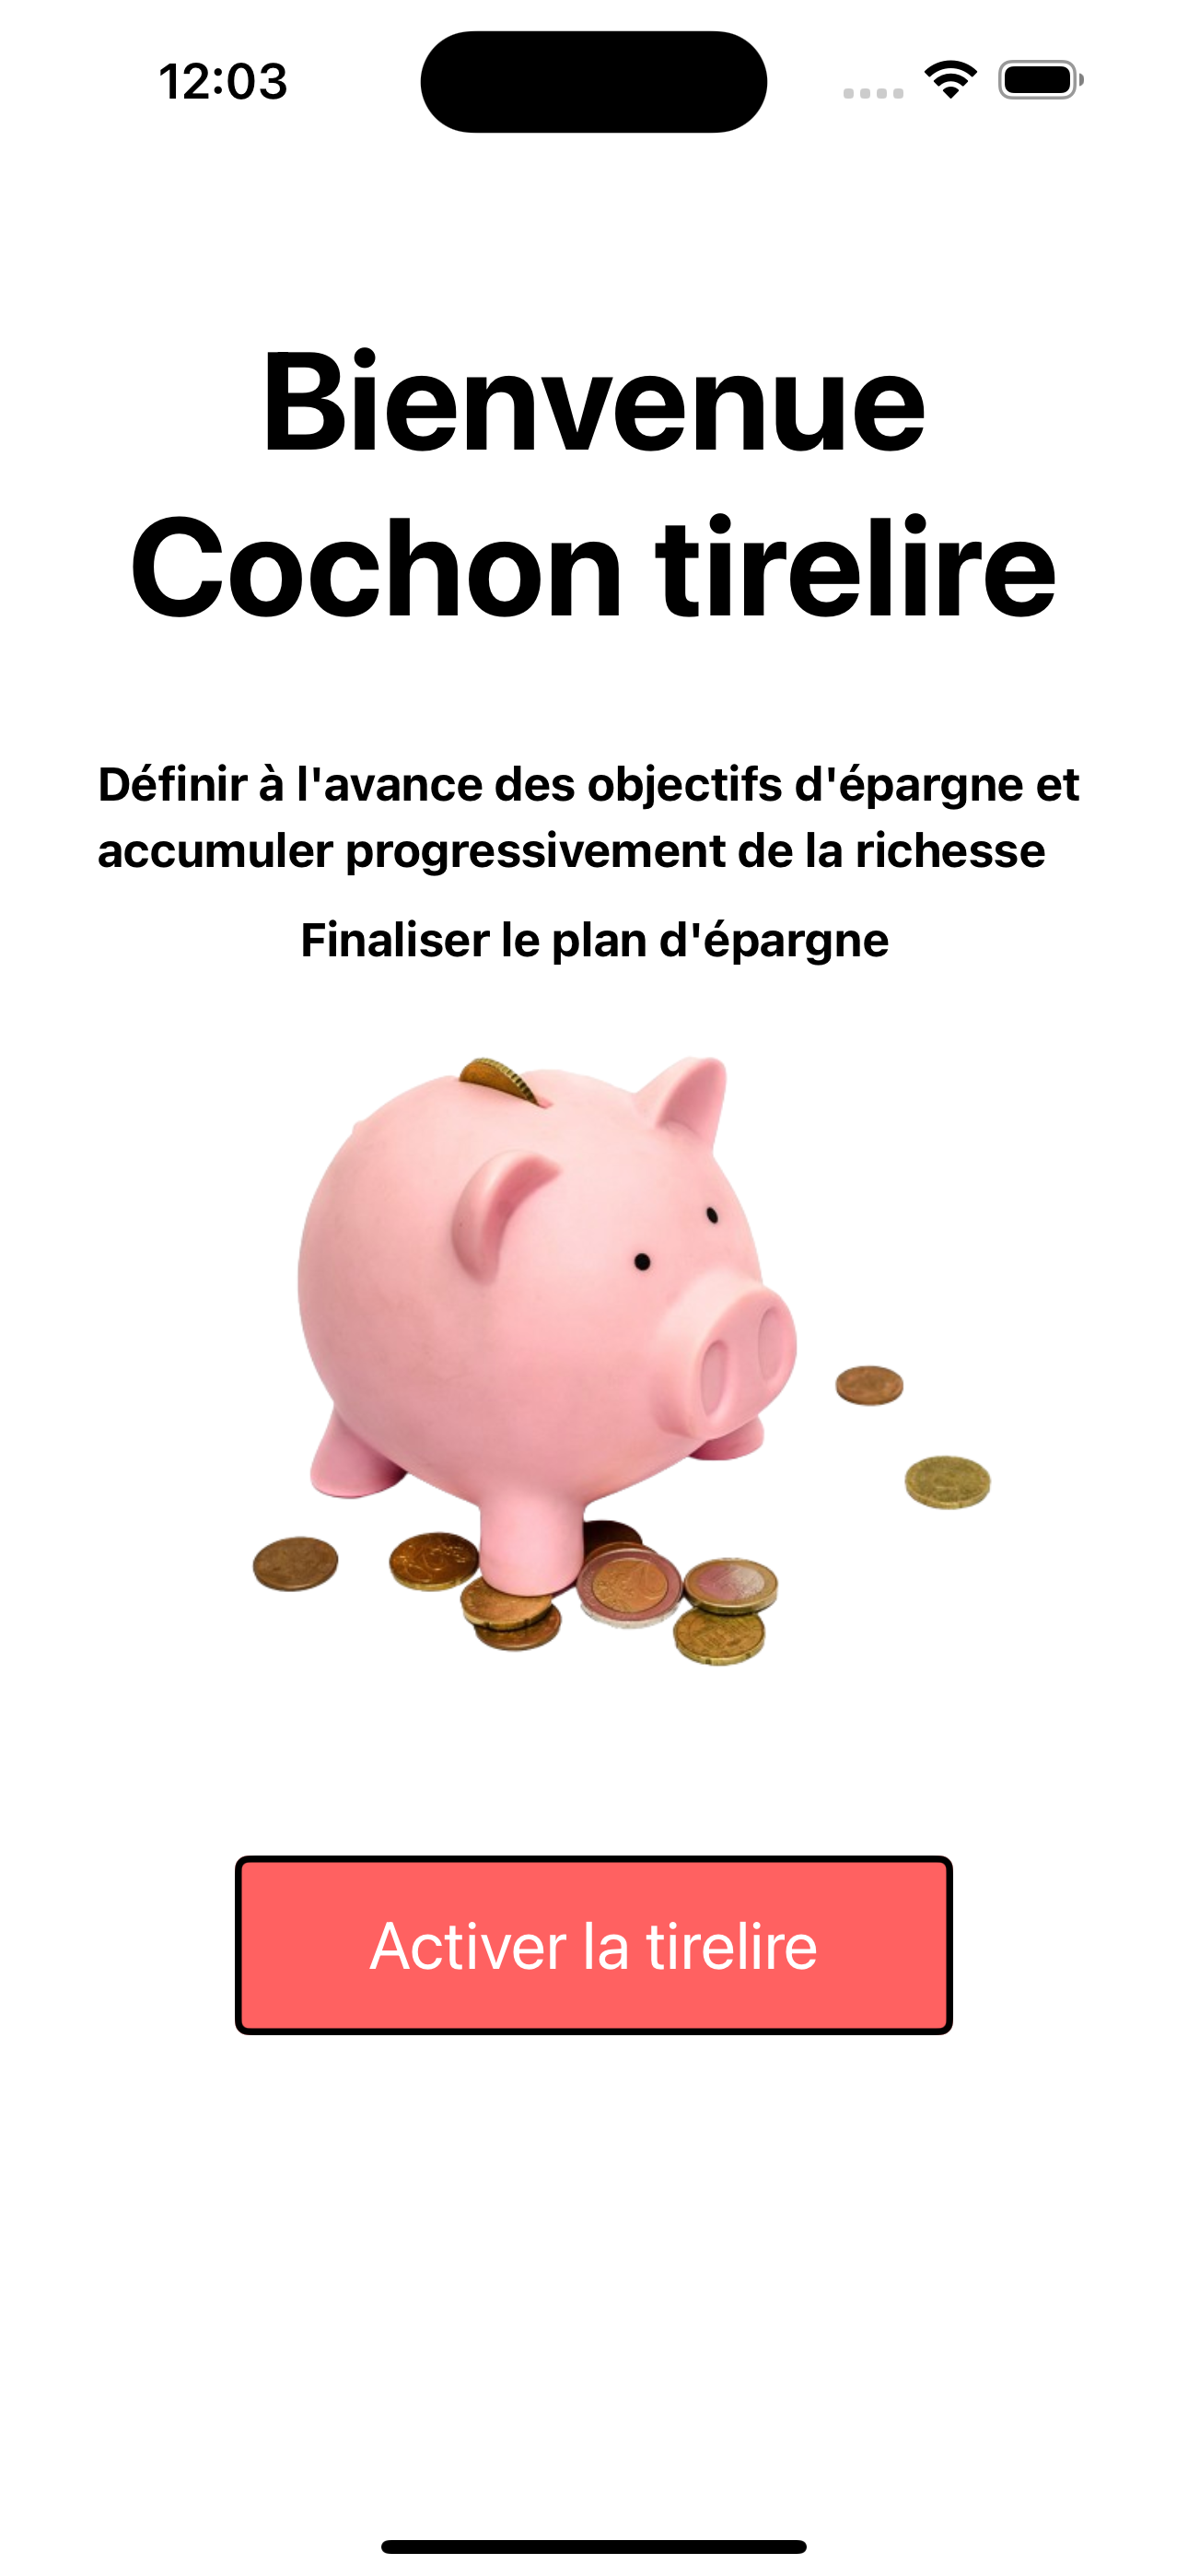 12:03
Bienvenue
Cochon tirelire
Définir à l'avance des objectifs d'épargne et
accumuler progressivement de la richesse
Finaliser le plan d'épargne
Activer la tirelire